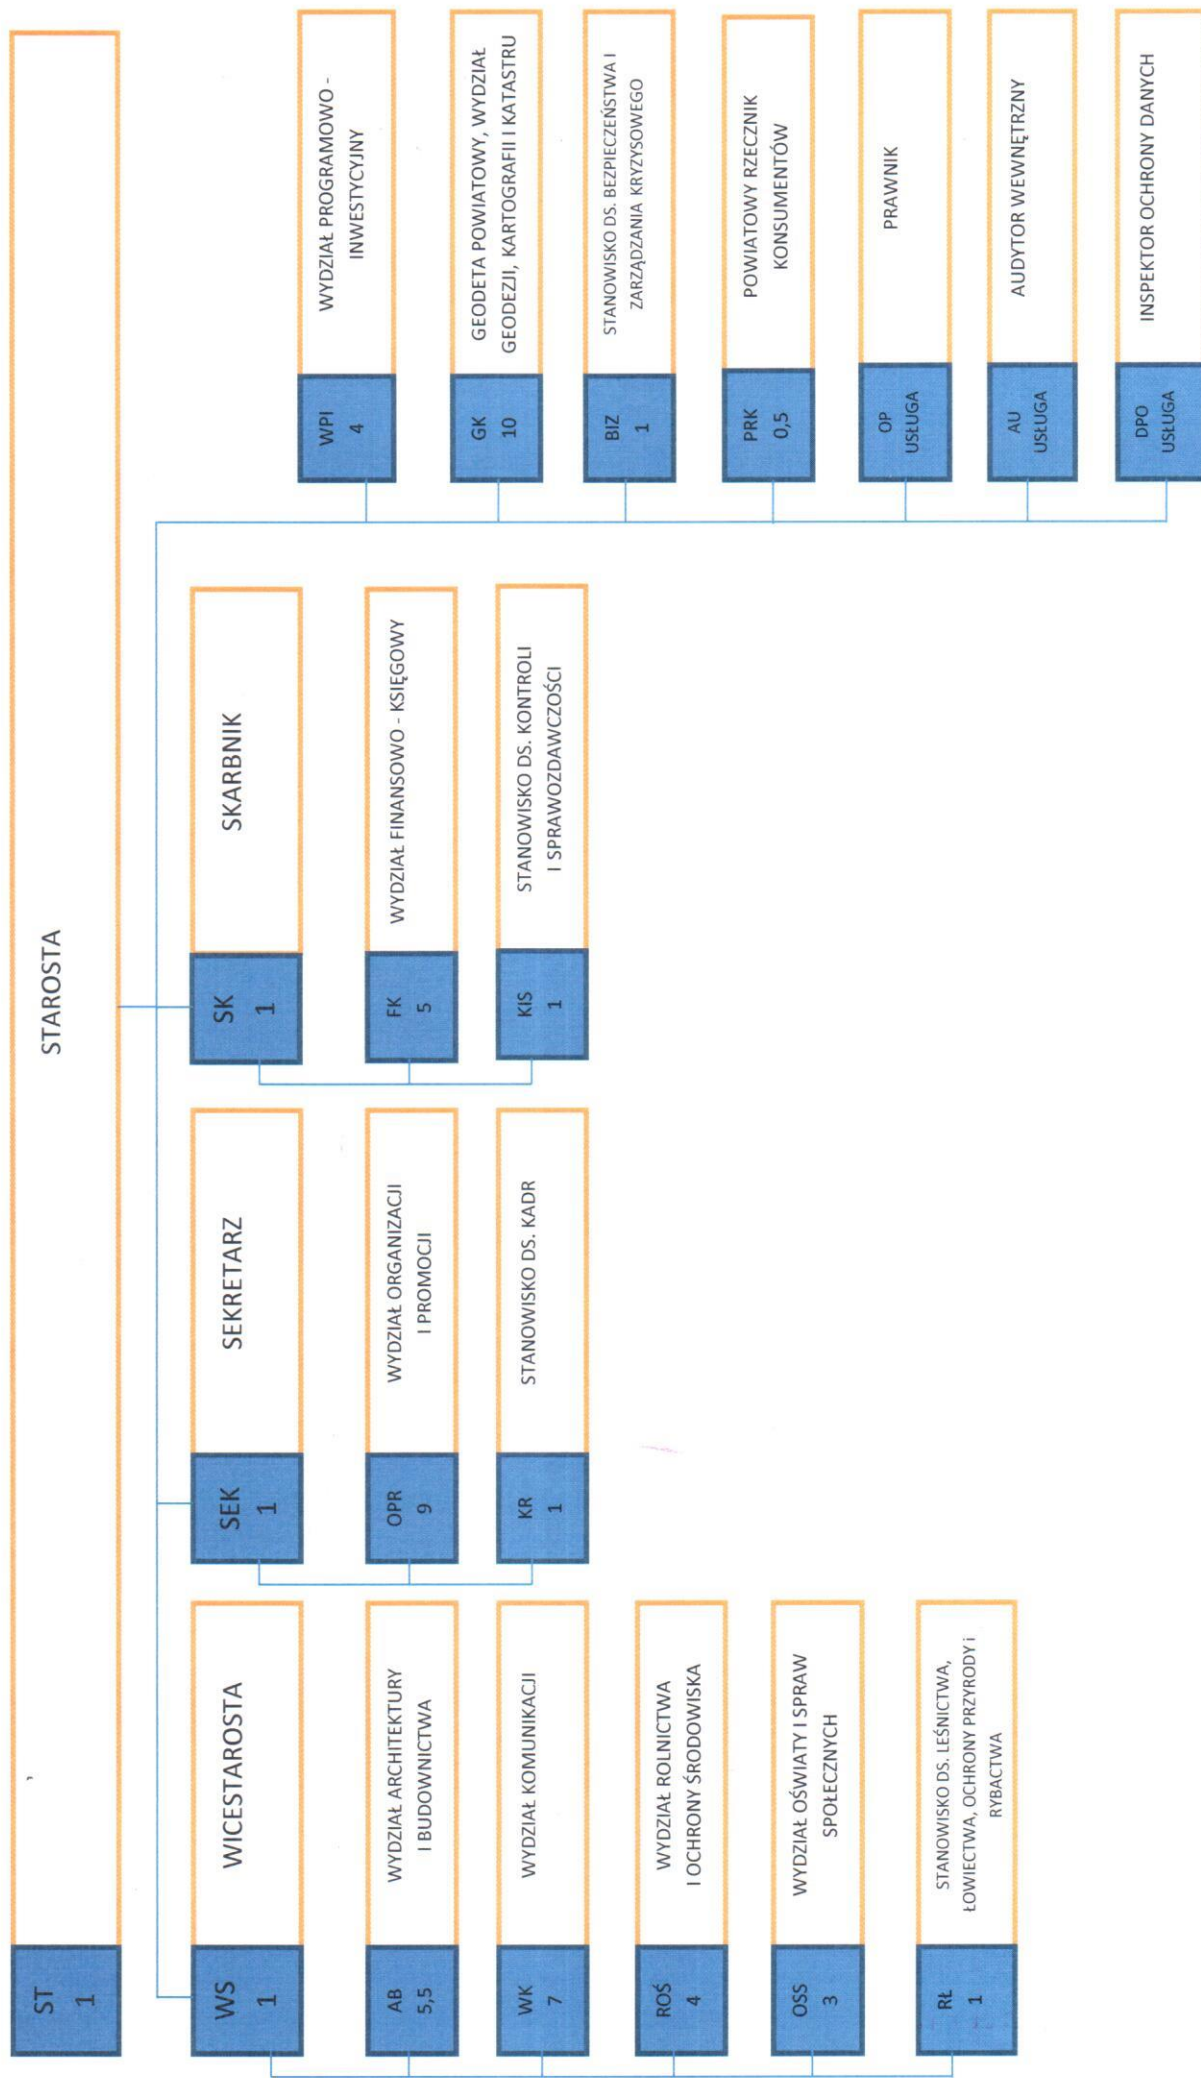 ST
1
STAROSTA
WS
1
WICESTAROSTA
AB
5,5
WYDZIAŁ ARCHITEKTURY
I BUDOWNICTWA
WK
7
WYDZIAŁ KOMUNIKACJI
ROŚ
4
WYDZIAŁ ROLNICTWA
I OCHRONY ŚRODOWISKA
OSS
3
WYDZIAŁ OŚWIATY I SPRAW
SPOŁECZNYCH
RŁ
1
STANOWISKO DS. LEŚNICTWA,
ŁOWIECTWA, OCHRONY PRZYRODY i
RYBACTWA
SEK
1
SEKRETARZ
OPR
9
WYDZIAŁ ORGANIZACJI
I PROMOCJI
KR
1
STANOWISKO DS. KADR
SK
1
SKARBNIK
FK
5
WYDZIAŁ FINANSOWO - KSIĘGOWY
KIS
1
STANOWISKO DS. KONTROLI
I SPRAWOZDAWCZOŚCI
WPI
4
WYDZIAŁ PROGRAMOWO -
INWESTYCYJNY
GK
10
GEODETA POWIATOWY, WYDZIAŁ
GEODEZJI, KARTOGRAFII I KATASTRU
BIZ
1
STANOWISKO DS. BEZPIECZEŃSTWA I
ZARZĄDZANIA KRYZYSOWEGO
PRK
0,5
POWIATOWY RZECZNIK
KONSUMENTÓW
OP
USŁUGA
PRAWNIK
AU
USŁUGA
AUDYTOR WEWNĘTRZNY
DPO
USŁUGA
INSPEKTOR OCHRONY DANYCH